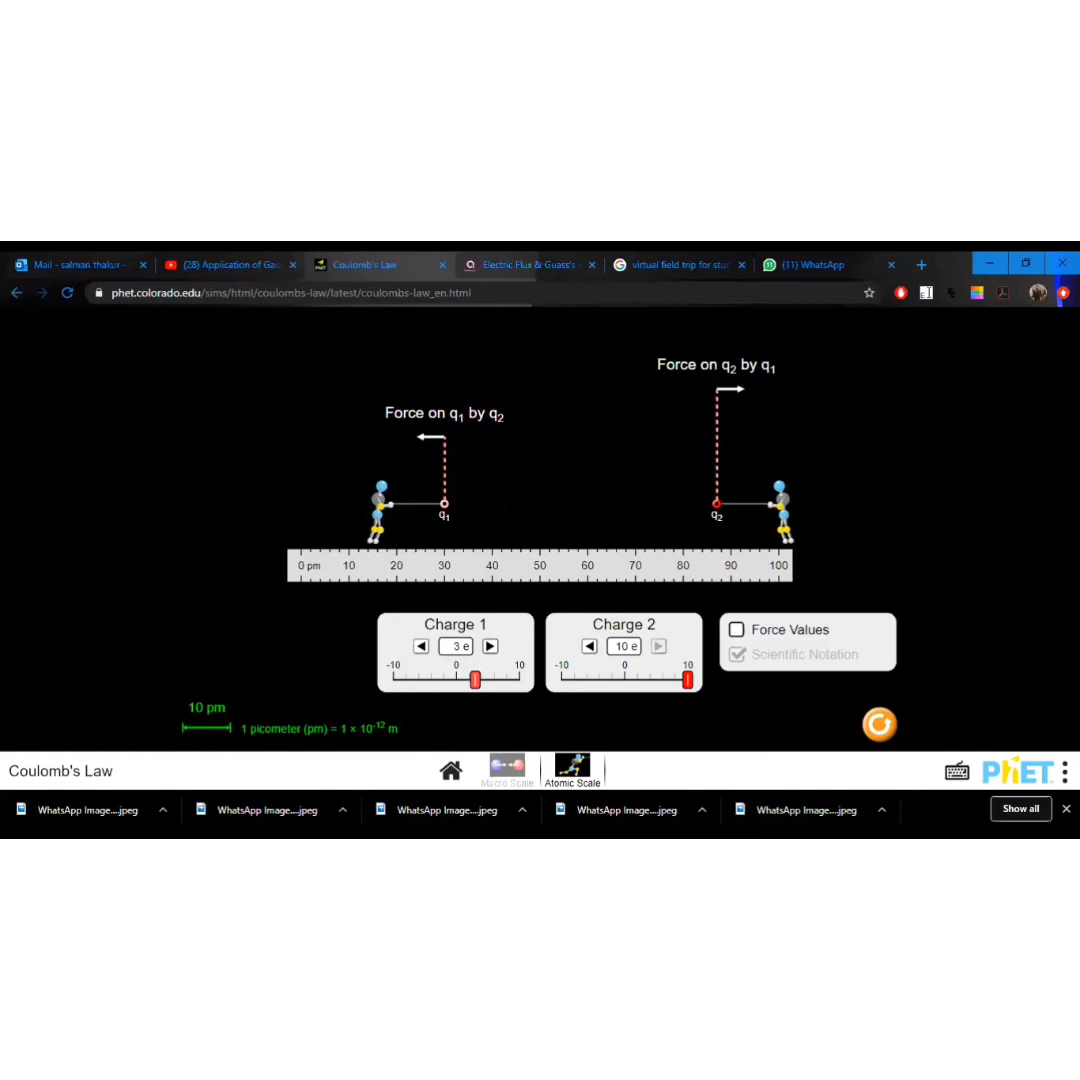 Mail - salman thakur -
(28) Application of Gau
Coulomb's Law
Electric Flux & Guass's
virtual field trip for stud
(11) WhatsApp
phet.colorado.edu/sims/html/coulombs-law/latest/coulombs-law_en.html
Force on q2 by q1
Force on q1 by q2
q1
q2
0 pm 10 20 30 40 50 60 70 80 90 100
Charge 1
3 e
-10 0 10
Charge 2
10 e
-10 0 10
Force Values
Scientific Notation
10 pm
1 picometer (pm) = 1 × 10-12 m
Coulomb's Law
Macro Scale
Atomic Scale
PhET
WhatsApp Image....jpeg
WhatsApp Image....jpeg
WhatsApp Image....jpeg
WhatsApp Image....jpeg
WhatsApp Image....jpeg
Show all